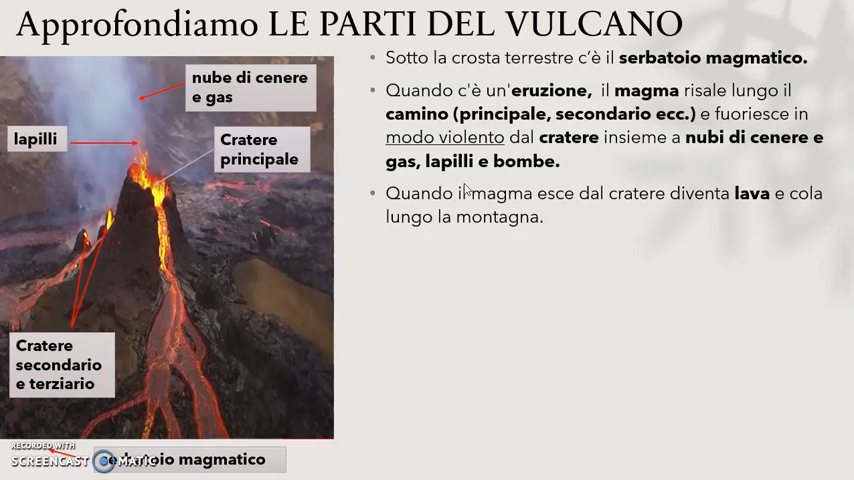 Approfondiamo LE PARTI DEL VULCANO
nube di cenere
e gas
lapilli
Cratere
principale
Cratere
secondario
e terziario
serbatoio magmatico
RECORDED WITH
SCREENCAST MATIC
• Sotto la crosta terrestre c'è il serbatoio magmatico.
• Quando c'è un'eruzione, il magma risale lungo il
camino (principale, secondario ecc.) e fuoriesce in
modo violento dal cratere insieme a nubi di cenere e
gas, lapilli e bombe.
• Quando il magma esce dal cratere diventa lava e cola
lungo la montagna.